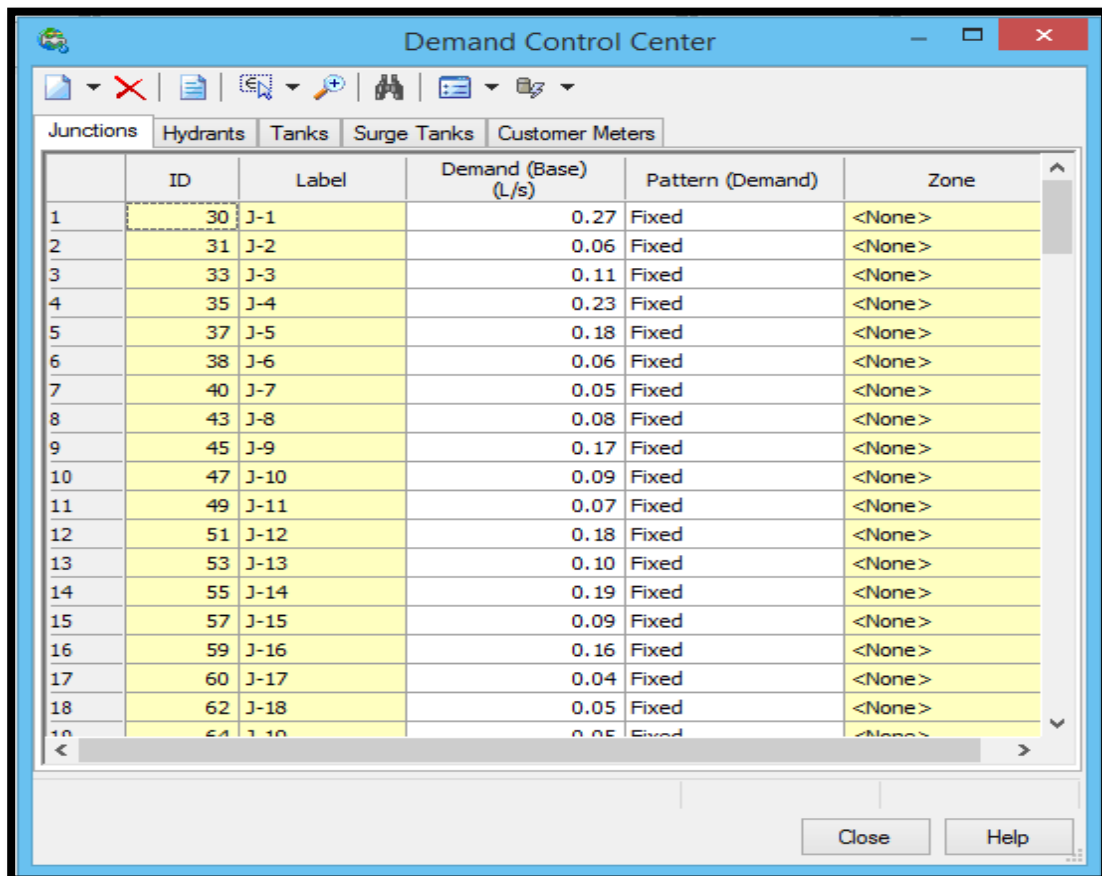 Demand Control Center
Junctions Hydrants Tanks Surge Tanks Customer Meters
ID Label Demand (Base) (L/s) Pattern (Demand) Zone
1 30 J-1 0.27 Fixed <None>
2 31 J-2 0.06 Fixed <None>
3 33 J-3 0.11 Fixed <None>
4 35 J-4 0.23 Fixed <None>
5 37 J-5 0.18 Fixed <None>
6 38 J-6 0.06 Fixed <None>
7 40 J-7 0.05 Fixed <None>
8 43 J-8 0.08 Fixed <None>
9 45 J-9 0.17 Fixed <None>
10 47 J-10 0.09 Fixed <None>
11 49 J-11 0.07 Fixed <None>
12 51 J-12 0.18 Fixed <None>
13 53 J-13 0.10 Fixed <None>
14 55 J-14 0.19 Fixed <None>
15 57 J-15 0.09 Fixed <None>
16 59 J-16 0.16 Fixed <None>
17 60 J-17 0.04 Fixed <None>
18 62 J-18 0.05 Fixed <None>
Close Help